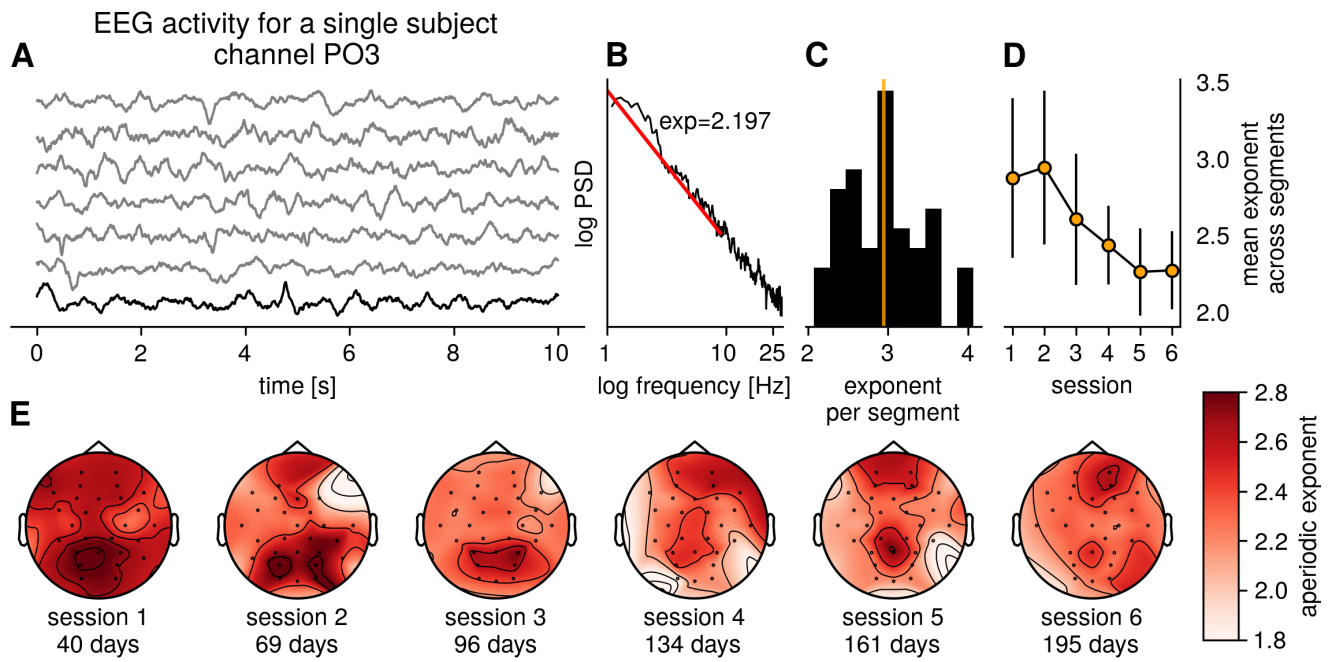 EEG activity for a single subject
channel PO3
A
B
C
D
exp=2.197
log PSD
3.5
3.0
2.5
2.0
mean exponent
across segments
0 2 4 6 8 10
time [s]
1 10 25
log frequency [Hz]
2 3 4
exponent
per segment
1 2 3 4 5 6
session
E
2.8
2.6
2.4
2.2
2.0
1.8
aperiodic exponent
session 1
40 days
session 2
69 days
session 3
96 days
session 4
134 days
session 5
161 days
session 6
195 days